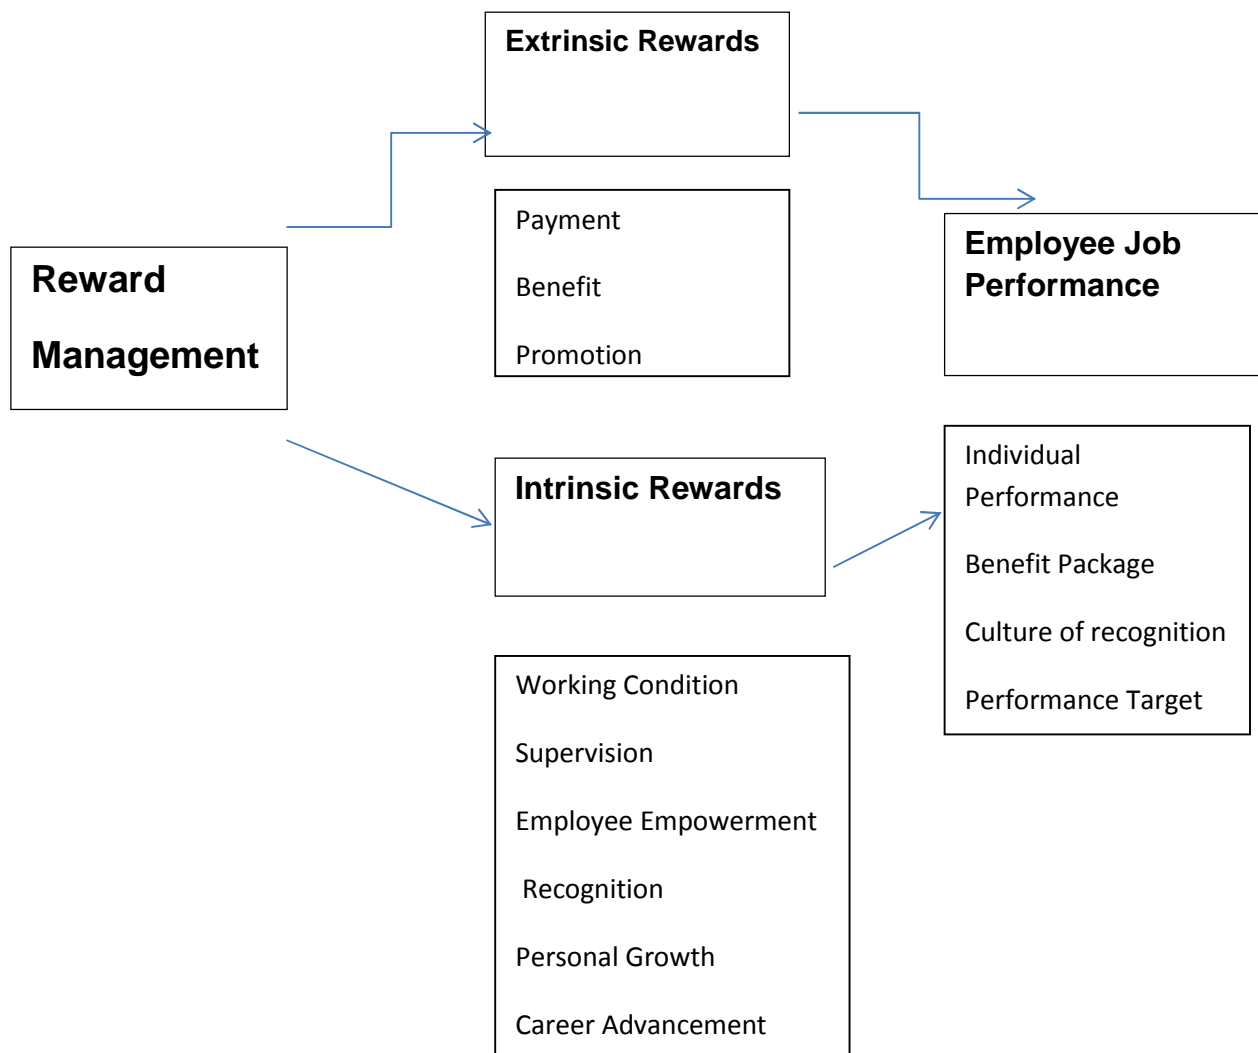 Extrinsic Rewards
Payment
Benefit
Promotion
Reward
Management
Employee Job
Performance
Intrinsic Rewards
Individual
Performance
Benefit Package
Culture of recognition
Performance Target
Working Condition
Supervision
Employee Empowerment
Recognition
Personal Growth
Career Advancement